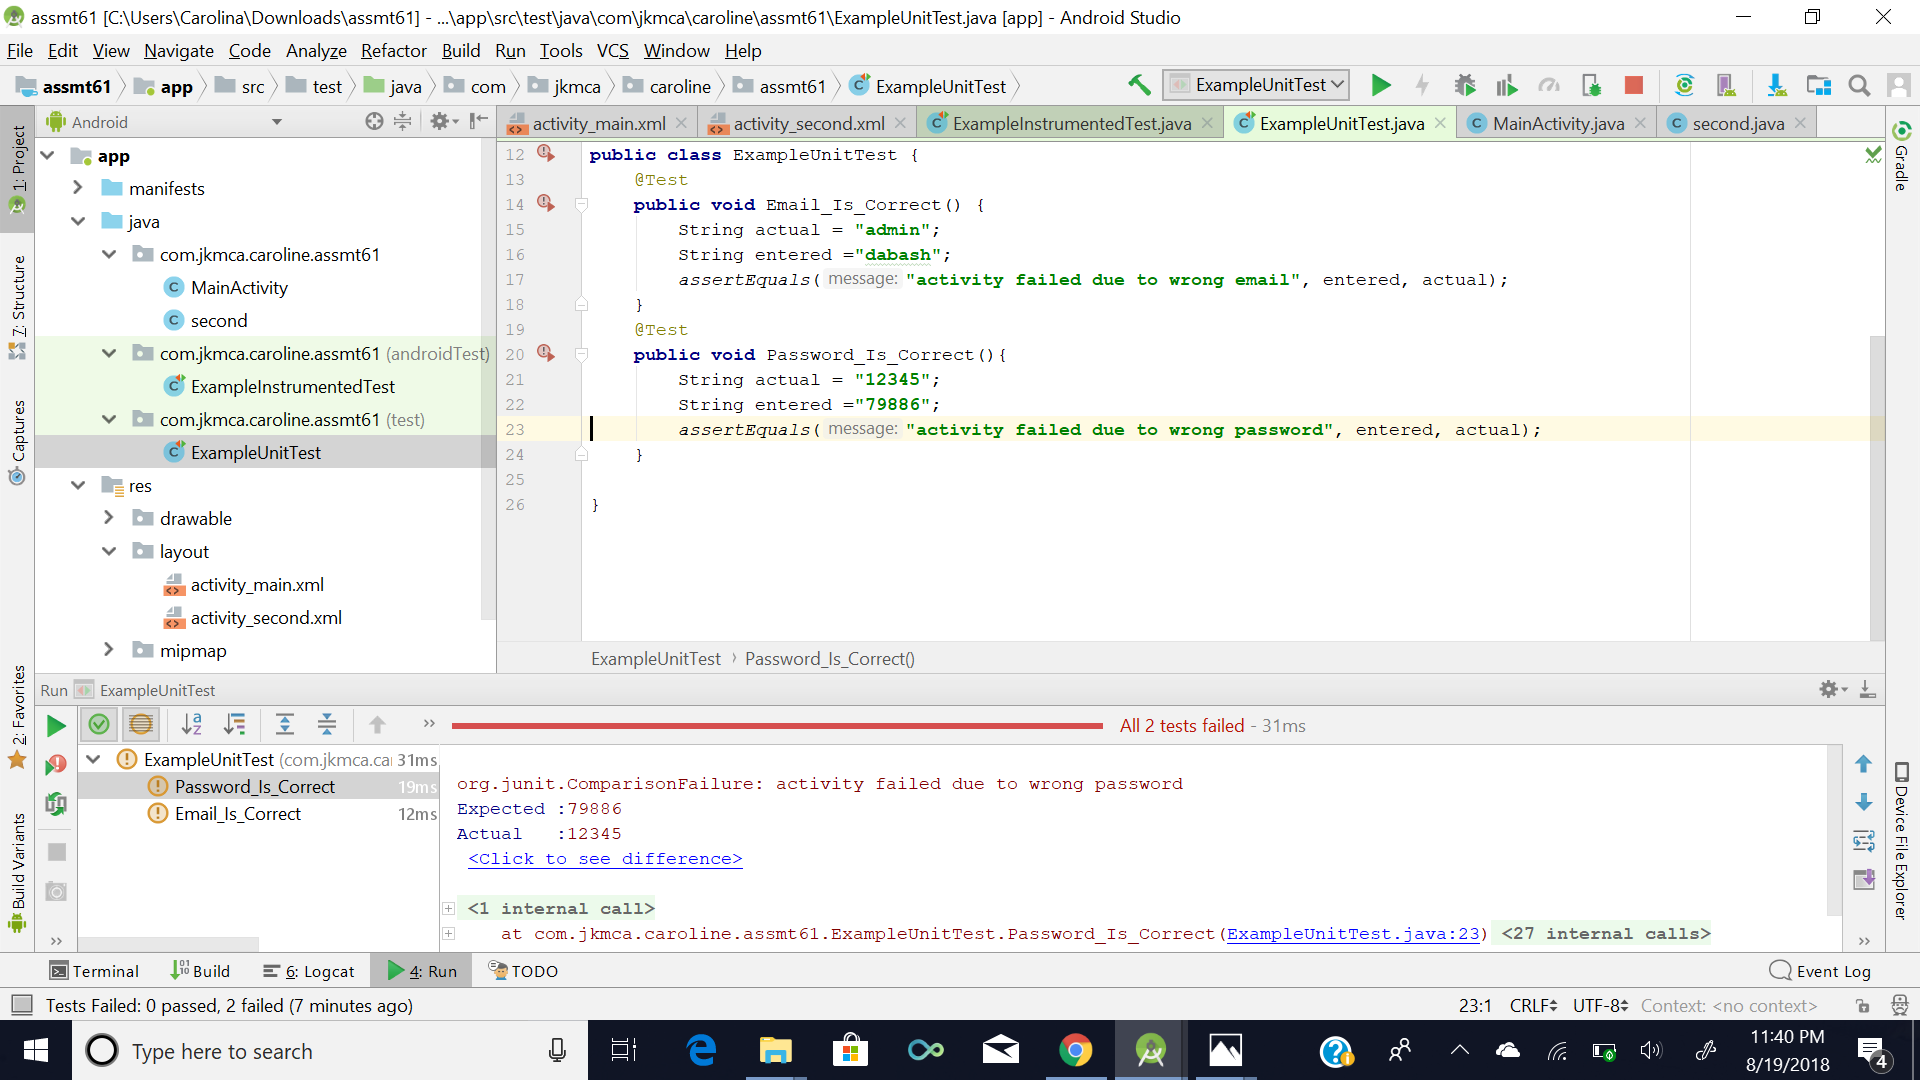 assmt61 [C:\Users\Carolina\Downloads\assmt61] - ...\app\src\test\java\com\jkmca\caroline\assmt61\ExampleUnitTest.java [app] - Android Studio
File Edit View Navigate Code Analyze Refactor Build Run Tools VCS Window Help
assmt61 app src test java com jkmca caroline assmt61 ExampleUnitTest ExampleUnitTest
Android
activity_main.xml activity_second.xml ExampleInstrumentedTest.java ExampleUnitTest.java MainActivity.java second.java
1: Project
7: Structure
Captures
2: Favorites
Build Variants
app
manifests
java
com.jkmca.caroline.assmt61
MainActivity
second
com.jkmca.caroline.assmt61 (androidTest)
ExampleInstrumentedTest
com.jkmca.caroline.assmt61 (test)
ExampleUnitTest
res
drawable
layout
activity_main.xml
activity_second.xml
mipmap
12 public class ExampleUnitTest {
13 @Test
14 public void Email_Is_Correct() {
15 String actual = "admin";
16 String entered ="dabash";
17 assertEquals( message: "activity failed due to wrong email", entered, actual);
18 }
19 @Test
20 public void Password_Is_Correct(){
21 String actual = "12345";
22 String entered ="79886";
23 assertEquals( message: "activity failed due to wrong password", entered, actual);
24 }
25
26 }
ExampleUnitTest › Password_Is_Correct()
Gradle
Device File Explorer
Run ExampleUnitTest
All 2 tests failed - 31ms
ExampleUnitTest (com.jkmca.ca 31ms
Password_Is_Correct 19ms
Email_Is_Correct 12ms
org.junit.ComparisonFailure: activity failed due to wrong password
Expected :79886
Actual :12345
<Click to see difference>
<1 internal call>
at com.jkmca.caroline.assmt61.ExampleUnitTest.Password_Is_Correct(ExampleUnitTest.java:23) <27 internal calls>
Terminal Build 6: Logcat 4: Run TODO Event Log
Tests Failed: 0 passed, 2 failed (7 minutes ago) 23:1 CRLF UTF-8 Context: <no context>
Type here to search
11:40 PM
8/19/2018
4